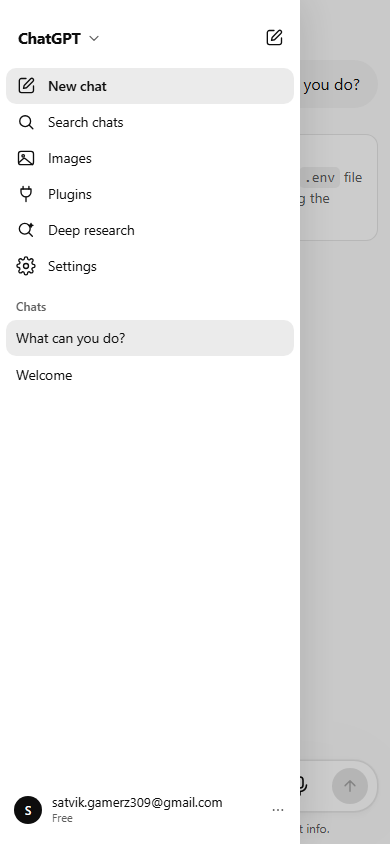 ChatGPT
you do?
New chat
Search chats
Images
.env file
Plugins
the
Deep research
Settings
Chats
What can you do?
Welcome
S
satvik.gamerz309@gmail.com
Free
info.